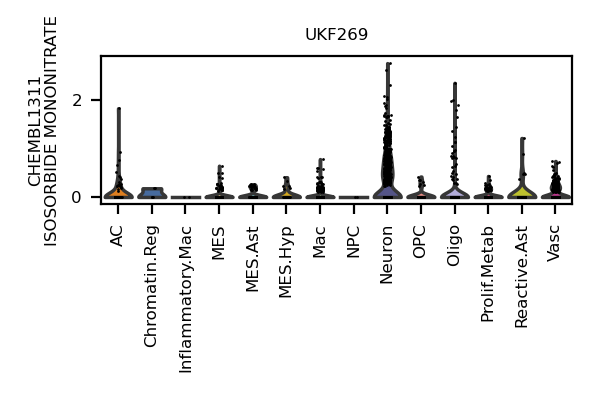 UKF269
CHEMBL1311
ISOSORBIDE MONONITRATE
2
0
AC
Chromatin.Reg
Inflammatory.Mac
MES
MES.Ast
MES.Hyp
Mac
NPC
Neuron
OPC
Oligo
Prolif.Metab
Reactive.Ast
Vasc